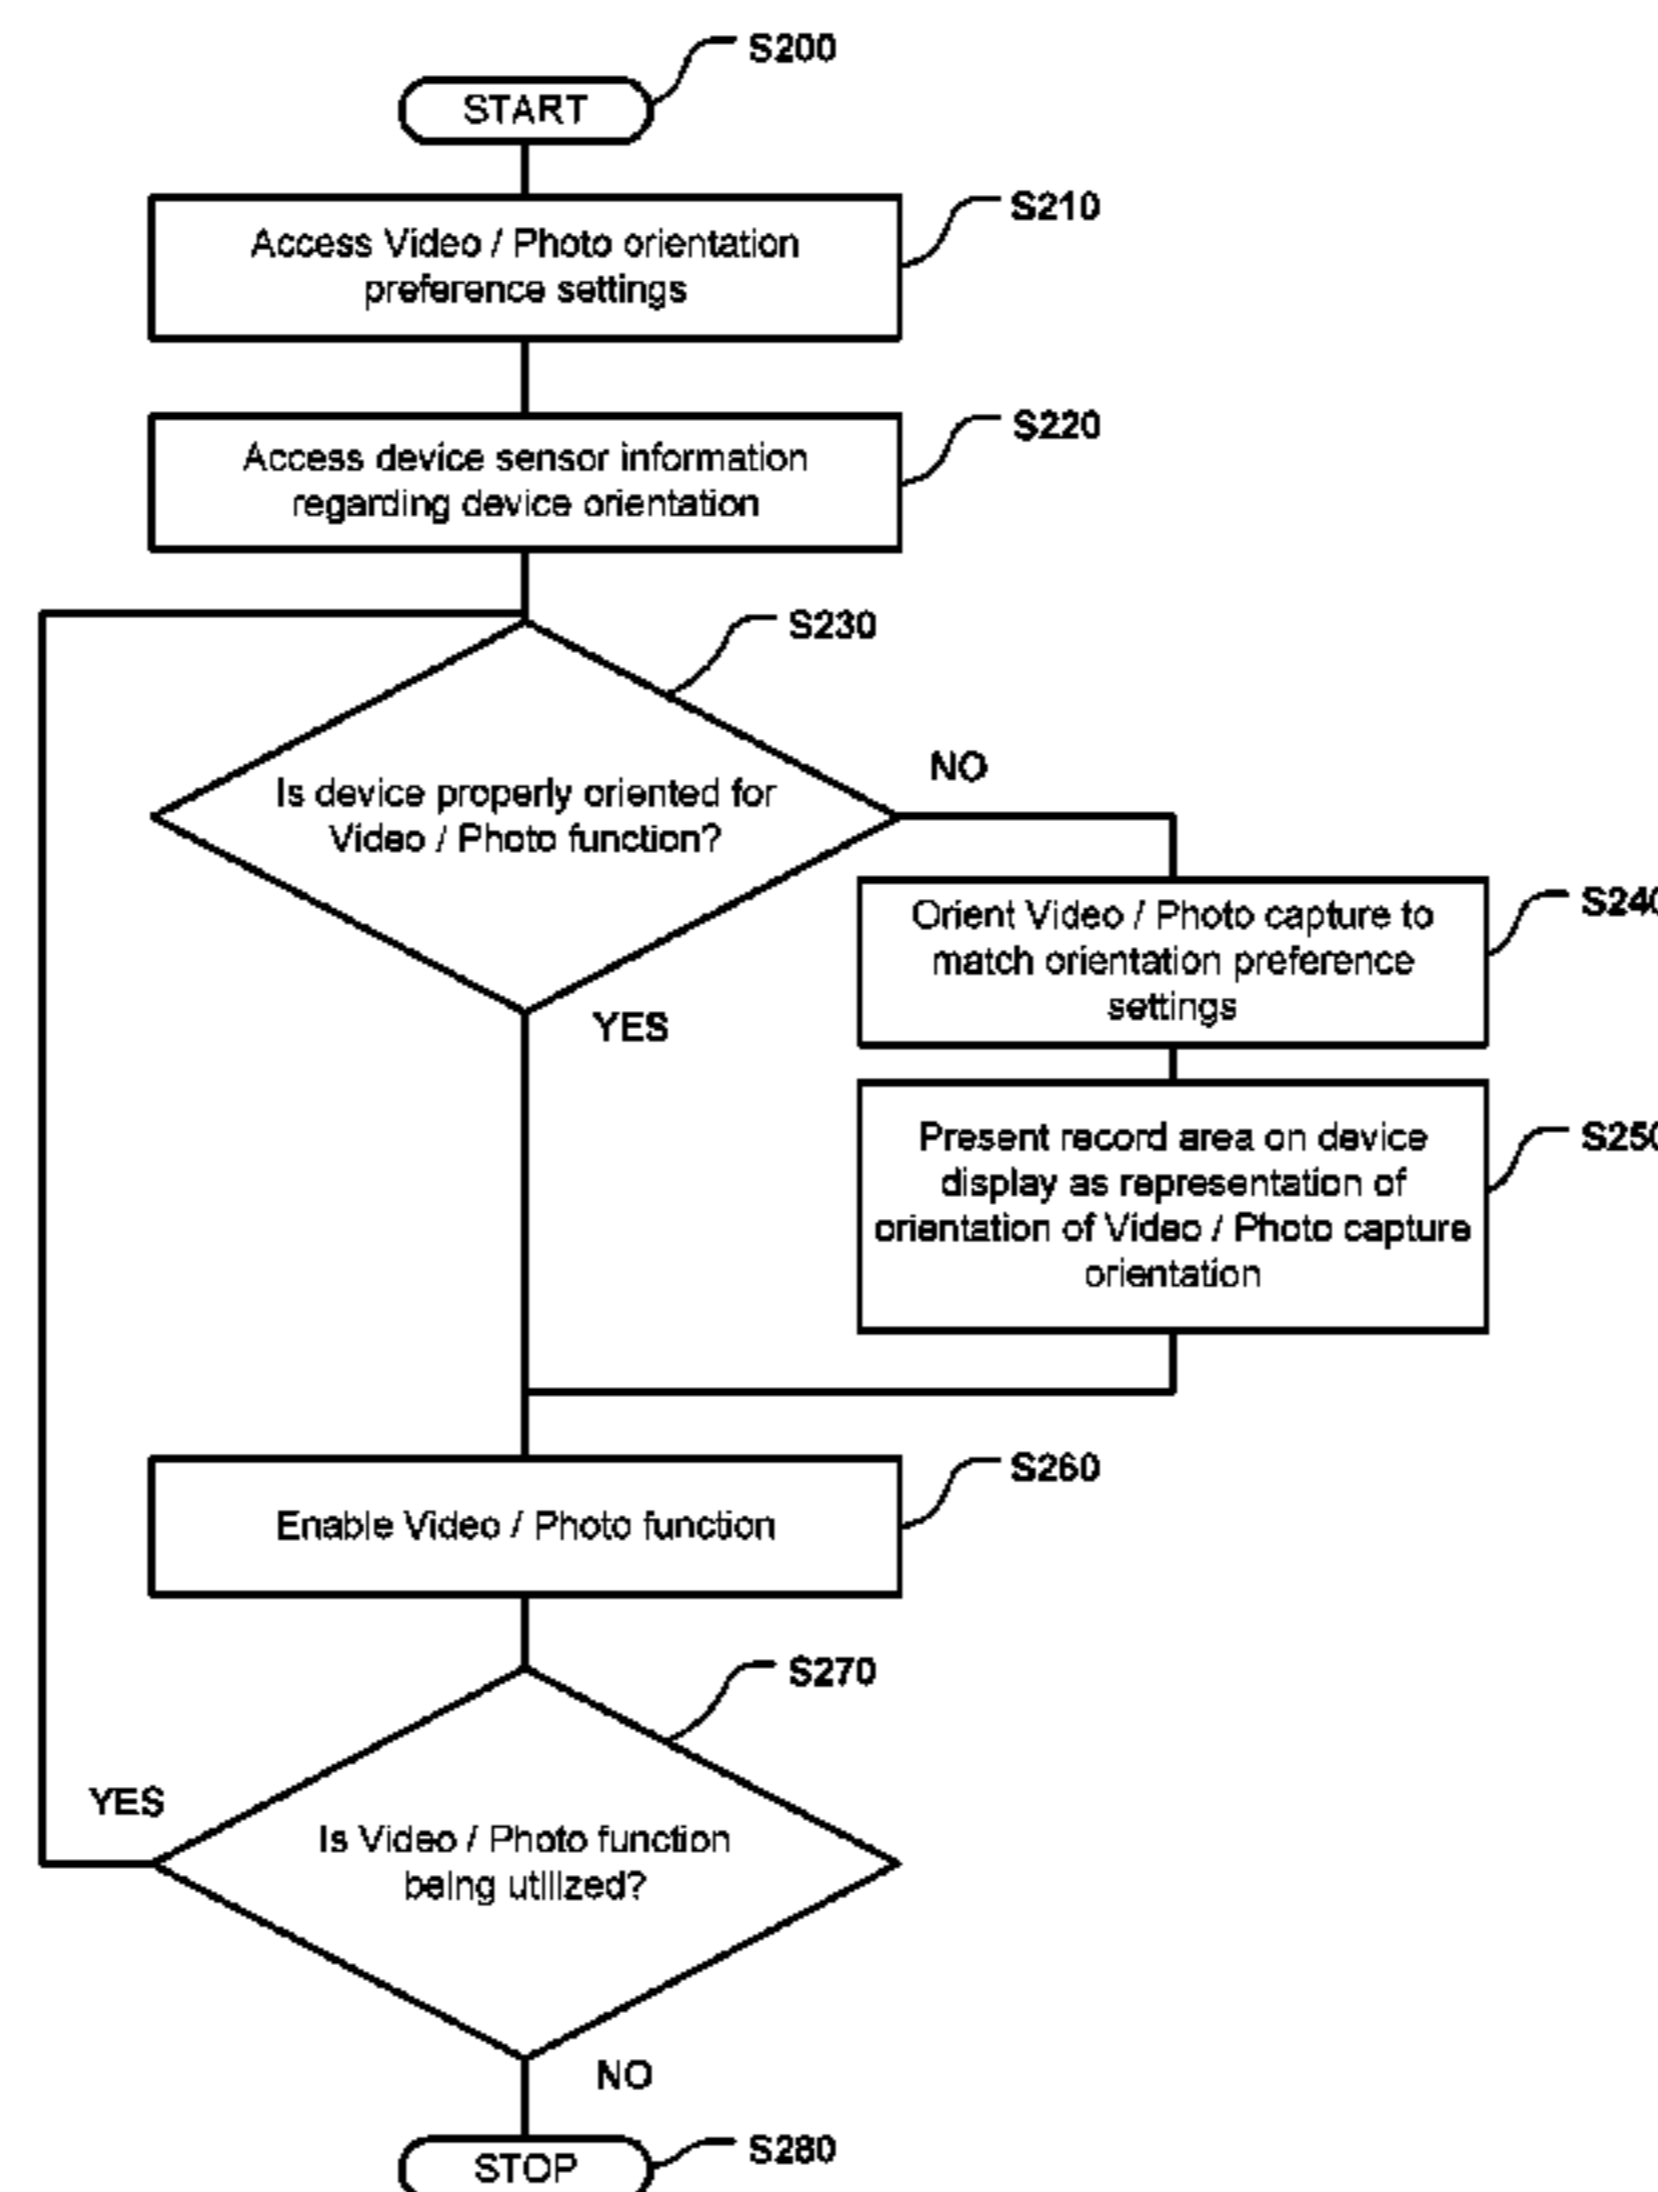 S200
START
S210
Access Video / Photo orientation
preference settings
S220
Access device sensor information
regarding device orientation
S230
Is device properly oriented for
Video / Photo function?
NO
YES
S240
Orient Video / Photo capture to
match orientation preference
settings
S250
Present record area on device
display as representation of
orientation of Video / Photo capture
orientation
S260
Enable Video / Photo function
S270
YES
Is Video / Photo function
being utilized?
NO
S280
STOP